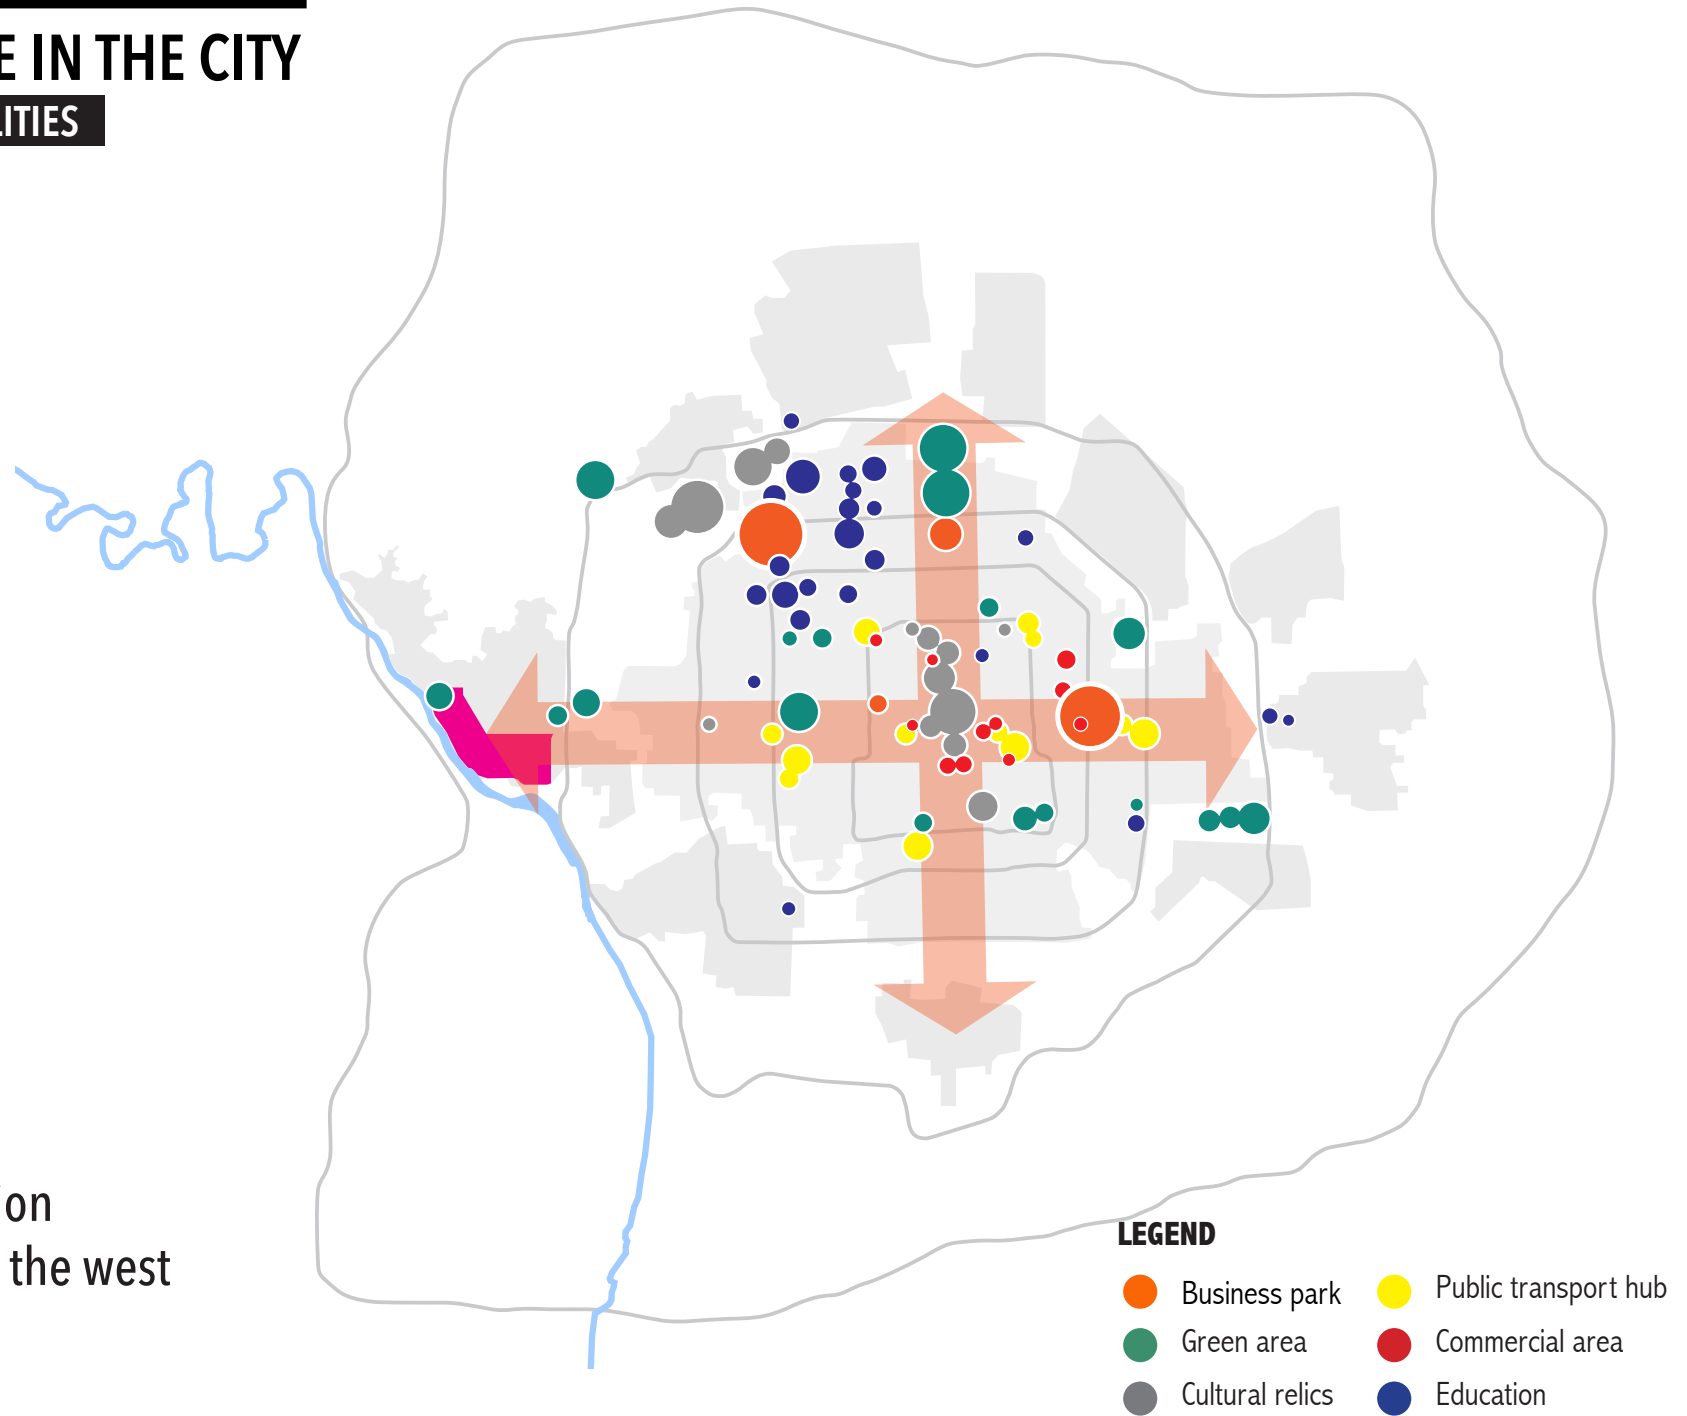 E IN THE CITY
LITIES
on
the west
LEGEND
Business park
Public transport hub
Green area
Commercial area
Cultural relics
Education